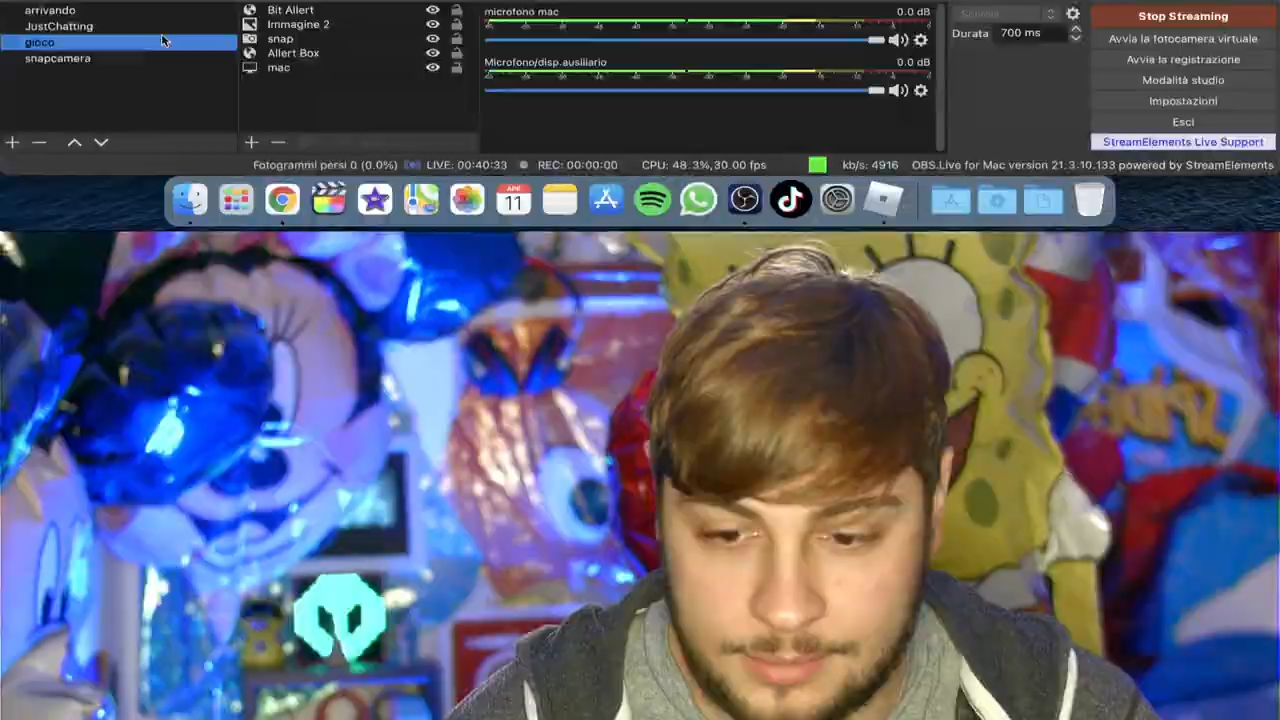 arrivando
JustChatting
gioco
snapcamera
Bit Allert
Immagine 2
snap
Allert Box
mac
microfono mac 0.0 dB
Microfono/disp.ausiliario 0.0 dB
Durata 700 ms
Stop Streaming
Avvia la fotocamera virtuale
Avvia la registrazione
Modalità studio
Impostazioni
Esci
StreamElements Live Support
Fotogrammi persi 0 (0.0%) LIVE: 00:40:33 REC: 00:00:00 CPU: 48.3%,30.00 fps kb/s: 4916 OBS.Live for Mac version 21.3.10.133 powered by StreamElements
APR
11